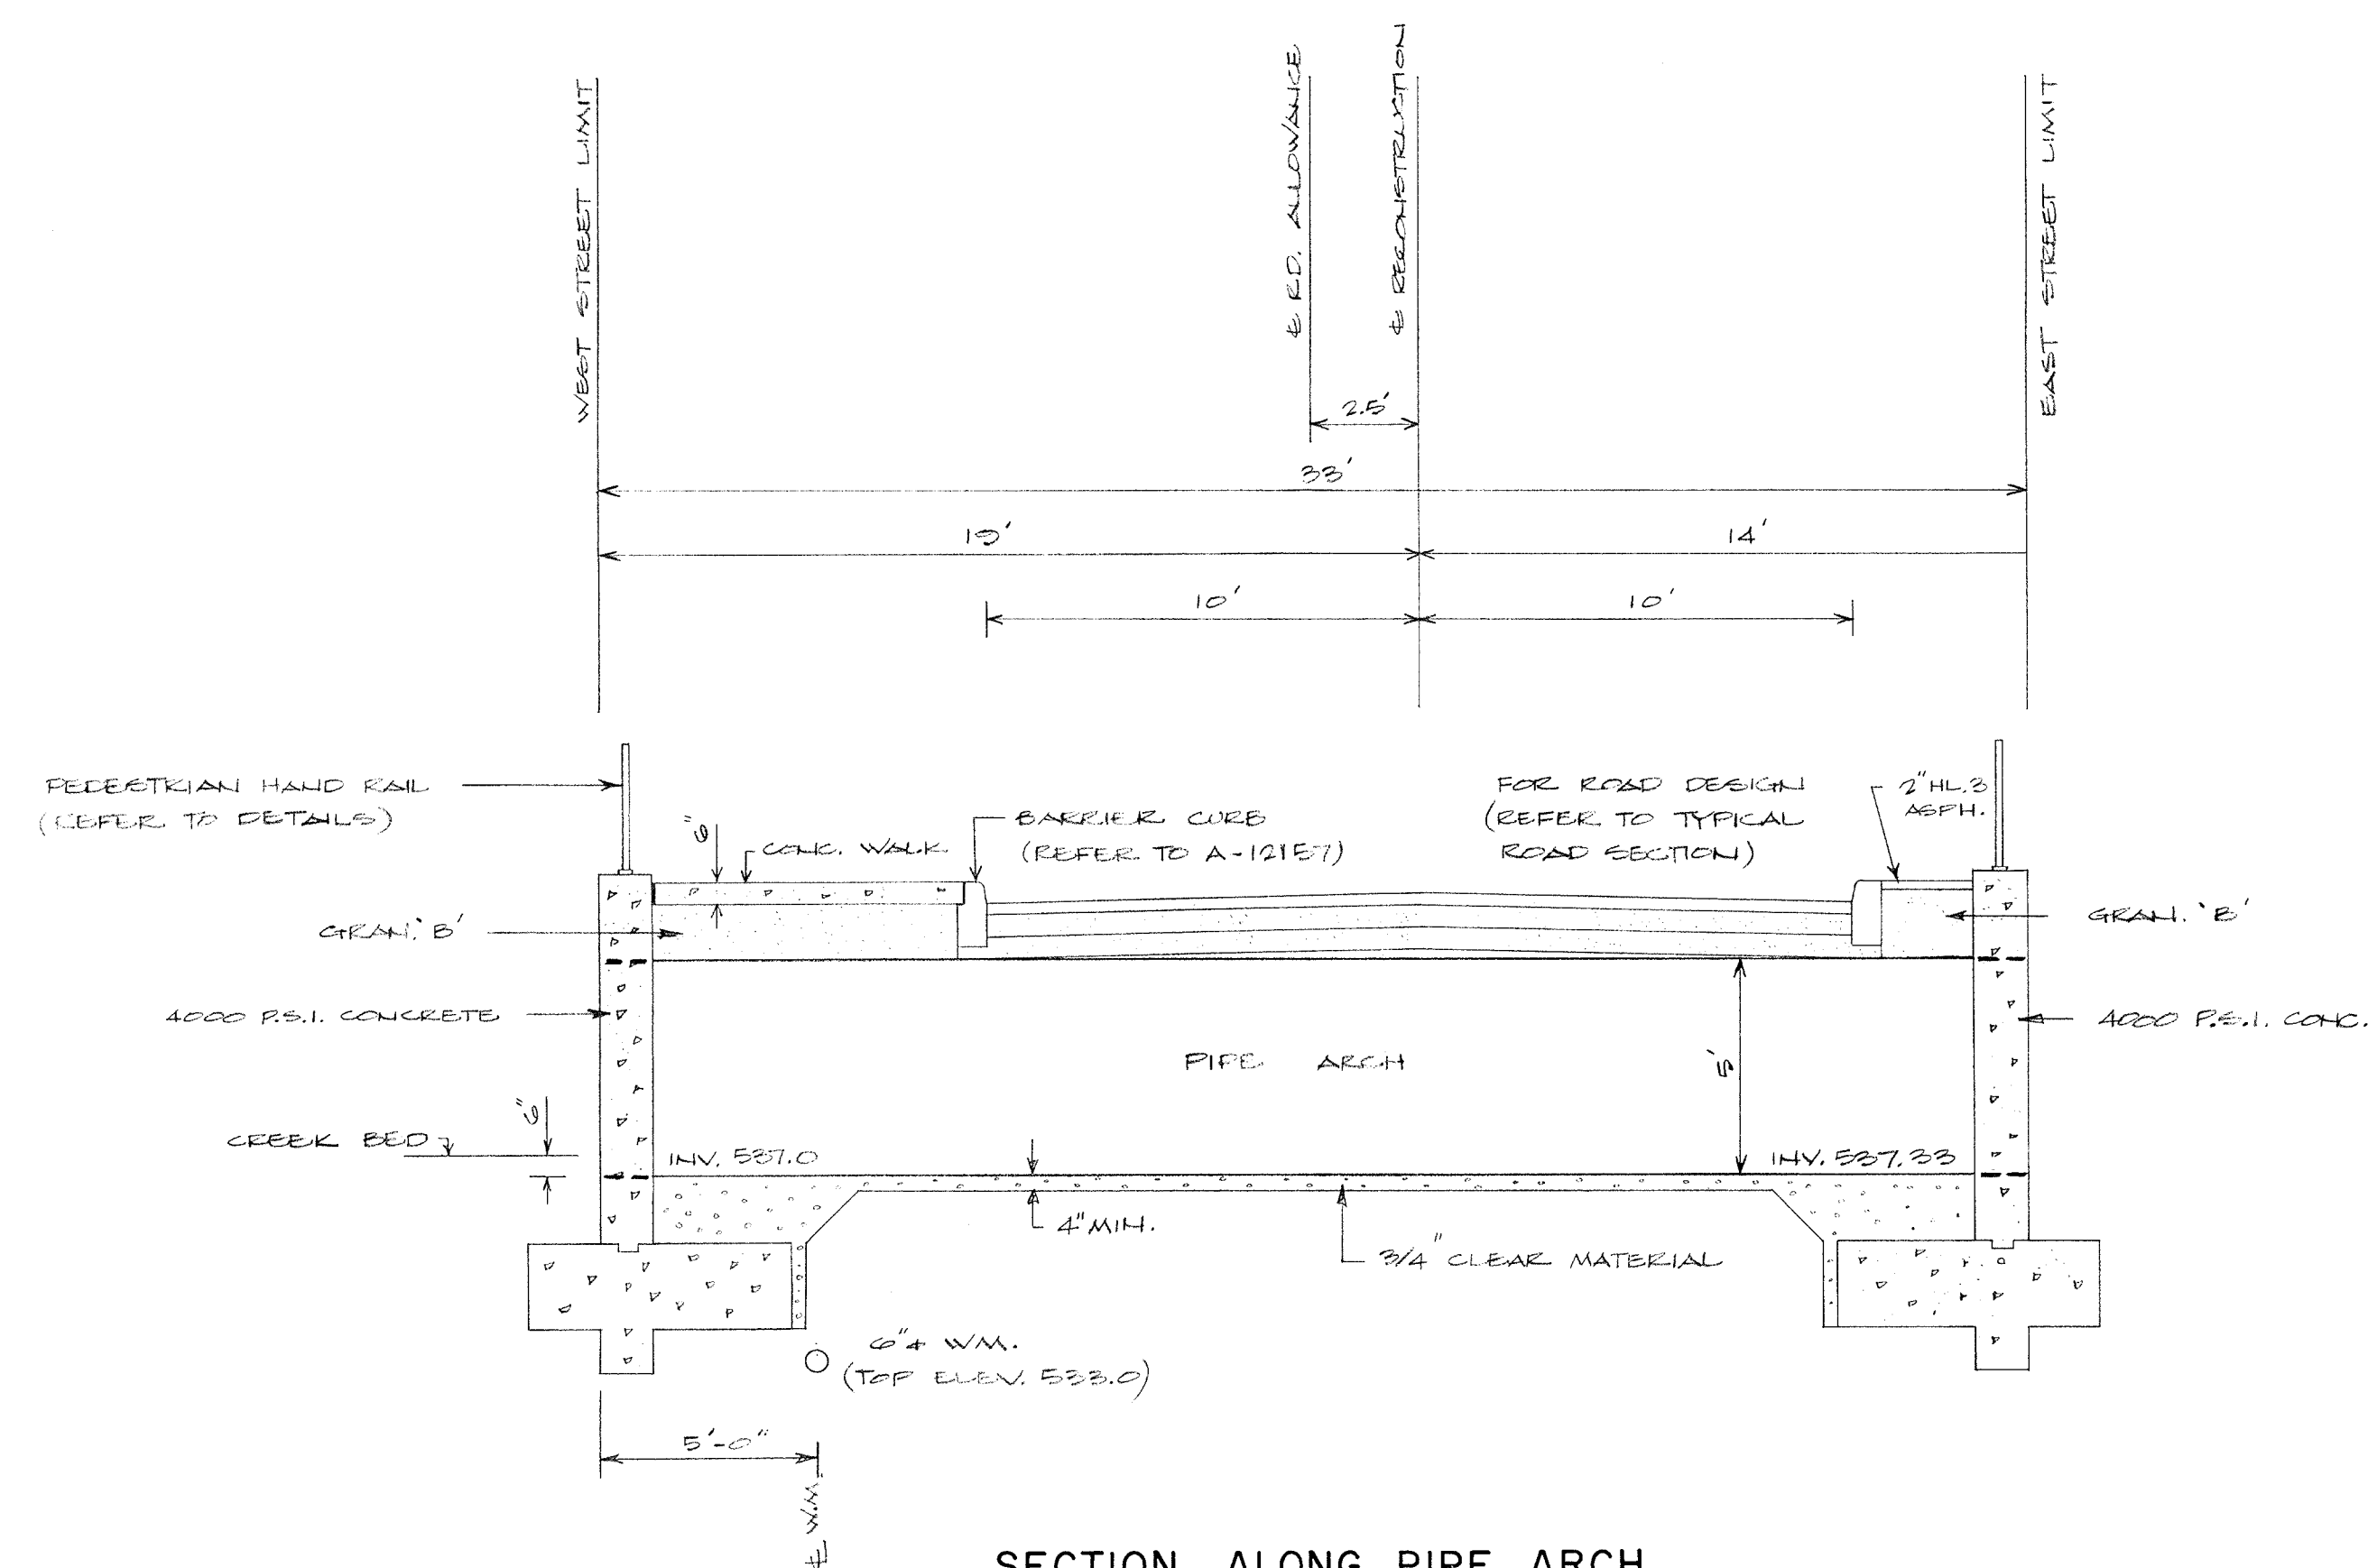 WEST STREET LIMIT
℄ RD. ALLOWANCE
℄ RECONSTRUCTION
EAST STREET LIMIT
2.5'
33'
19'
14'
10'
10'
PEDESTRIAN HAND RAIL
(REFER TO DETAILS)
6"
CONC. WALK
BARRIER CURB
(REFER TO A-12157)
FOR ROAD DESIGN
(REFER TO TYPICAL
ROAD SECTION)
2" HL.3
ASPH.
GRAN. 'B'
GRAN. 'B'
4000 P.S.I. CONCRETE
4000 P.S.I. CONC.
PIPE ARCH
5'
6"
CREEK BED
INV. 537.0
INV. 537.33
4" MIN.
3/4" CLEAR MATERIAL
6"⌀ W.M.
(TOP ELEV. 533.0)
5'-0"
℄ W.M.
SECTION ALONG PIPE ARCH